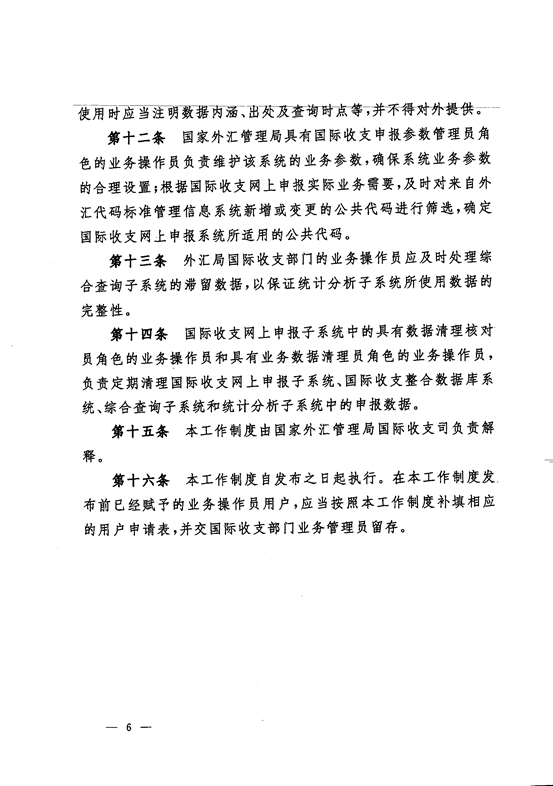 使用时应当注明数据内涵、出处及查询时点等,并不得对外提供。
第十二条 国家外汇管理局具有国际收支申报参数管理员角
色的业务操作员负责维护该系统的业务参数,确保系统业务参数
的合理设置;根据国际收支网上申报实际业务需要,及时对来自外
汇代码标准管理信息系统新增或变更的公共代码进行筛选,确定
国际收支网上申报系统所适用的公共代码。
第十三条 外汇局国际收支部门的业务操作员应及时处理综
合查询子系统的滞留数据,以保证统计分析子系统所使用数据的
完整性。
第十四条 国际收支网上申报子系统中的具有数据清理核对
员角色的业务操作员和具有业务数据清理员角色的业务操作员,
负责定期清理国际收支网上申报子系统、国际收支整合数据库系
统、综合查询子系统和统计分析子系统中的申报数据。
第十五条 本工作制度由国家外汇管理局国际收支司负责解
释。
第十六条 本工作制度自发布之日起执行。在本工作制度发
布前已经赋予的业务操作员用户,应当按照本工作制度补填相应
的用户申请表,并交国际收支部门业务管理员留存。
— 6 —